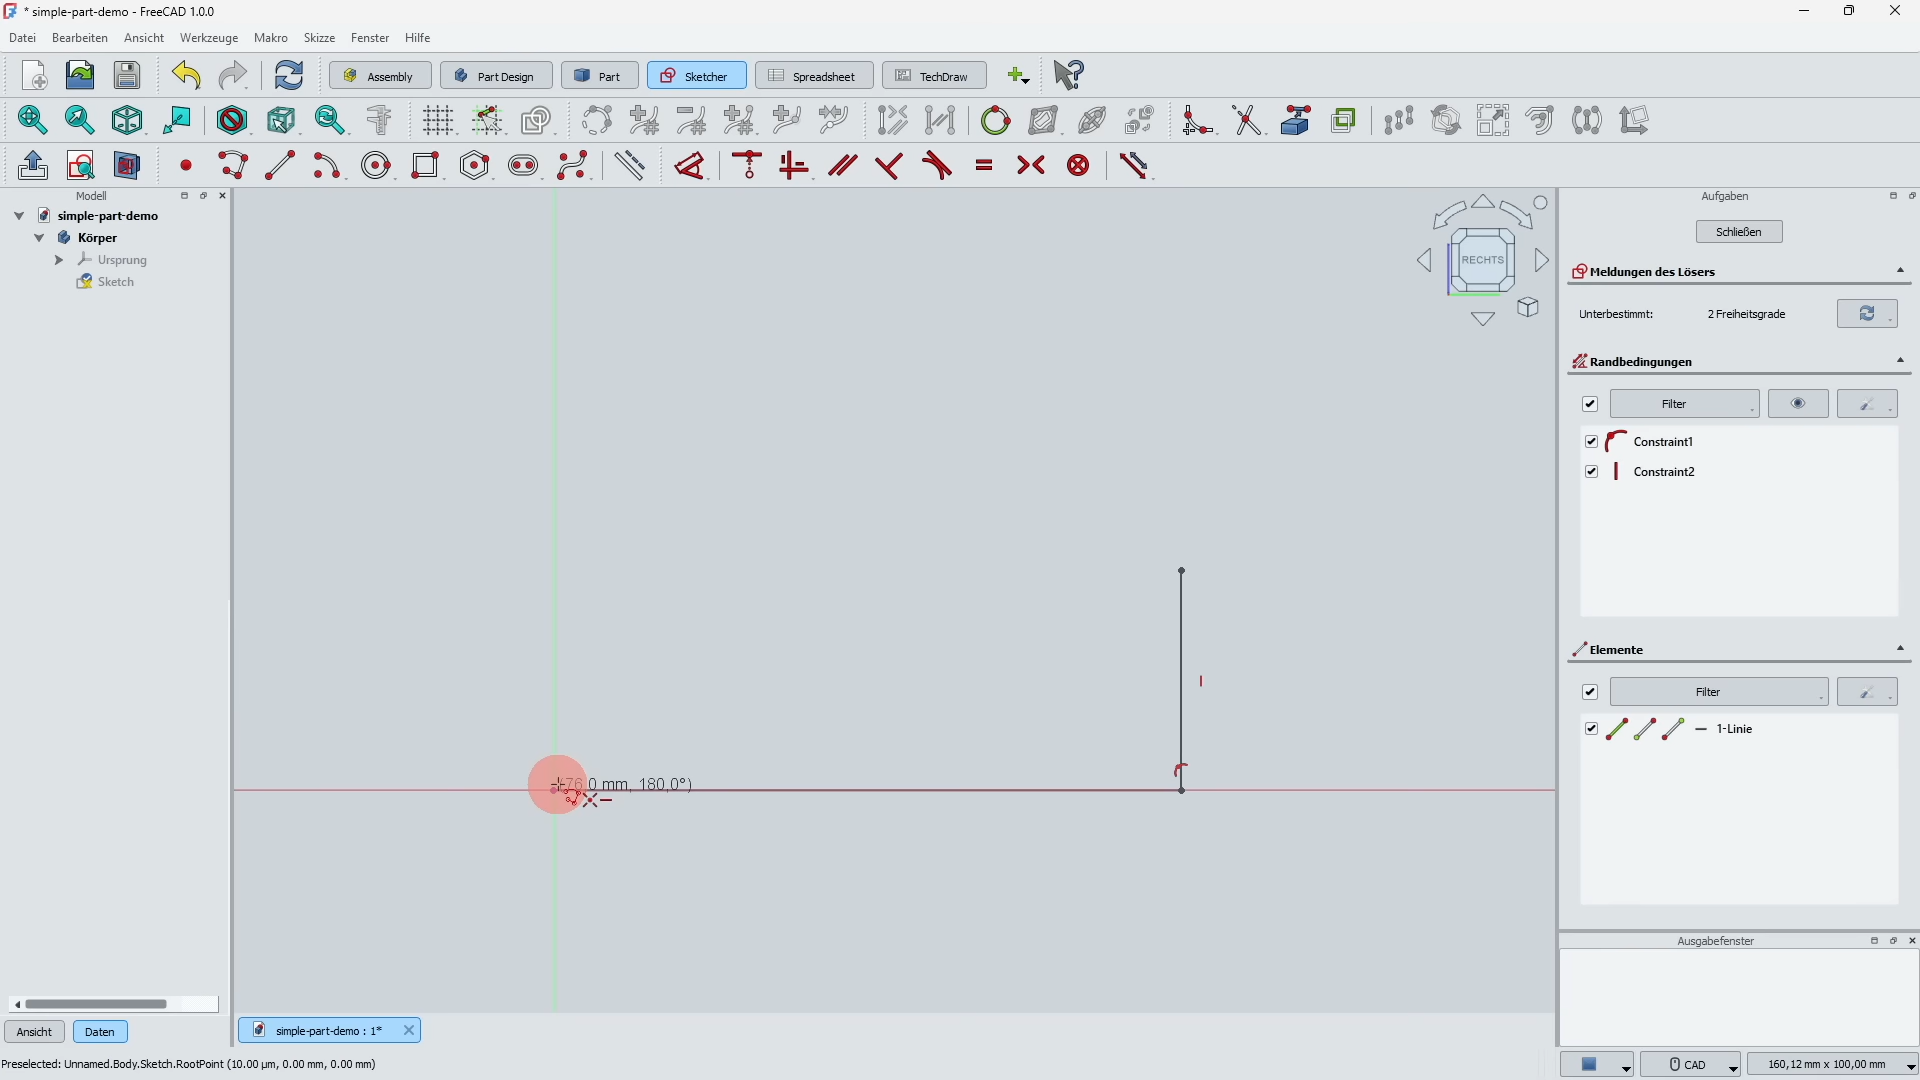 * simple-part-demo - FreeCAD 1.0.0
Datei Bearbeiten Ansicht Werkzeuge Makro Skizze Fenster Hilfe
Assembly Part Design Part Sketcher Spreadsheet TechDraw
Modell
simple-part-demo
Körper
Ursprung
Sketch
RECHTS
76,0 mm, 180,0°)
Aufgaben
Schließen
Meldungen des Lösers
Unterbestimmt: 2 Freiheitsgrade
Randbedingungen
Filter
Constraint1
Constraint2
Elemente
Filter
1-Linie
Ausgabefenster
Ansicht Daten
simple-part-demo : 1*
Preselected: Unnamed.Body.Sketch.RootPoint (10.00 µm, 0.00 mm, 0.00 mm)
CAD
160,12 mm x 100,00 mm